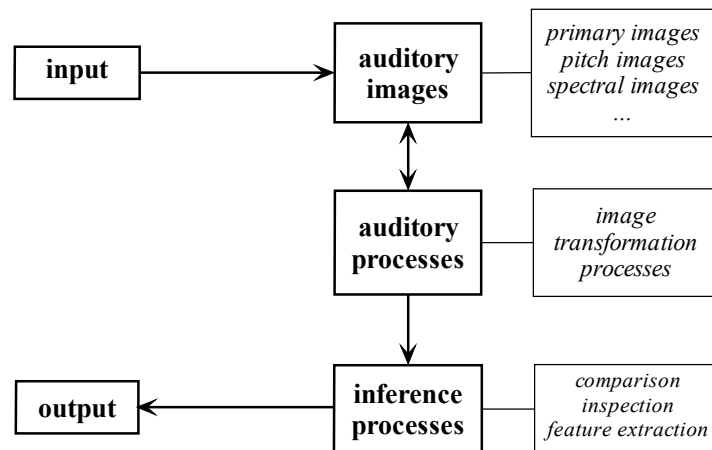 input
auditory
images
primary images
pitch images
spectral images
...
auditory
processes
image
transformation
processes
output
inference
processes
comparison
inspection
feature extraction